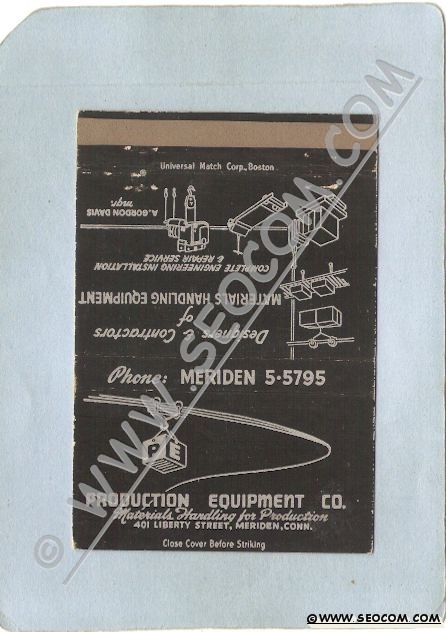 Universal Match Corp., Boston
A. GORDON DAVIS
mgr.
COMPLETE ENGINEERING INSTALLATION
& REPAIR SERVICE
MATERIALS HANDLING EQUIPMENT
of
Designers & Contractors
Phone: MERIDEN 5-5795
PE
PRODUCTION EQUIPMENT CO.
Materials Handling for Production
401 LIBERTY STREET, MERIDEN, CONN.
Close Cover Before Striking
© WWW.SEOCOM.COM
© WWW.SEOCOM.COM